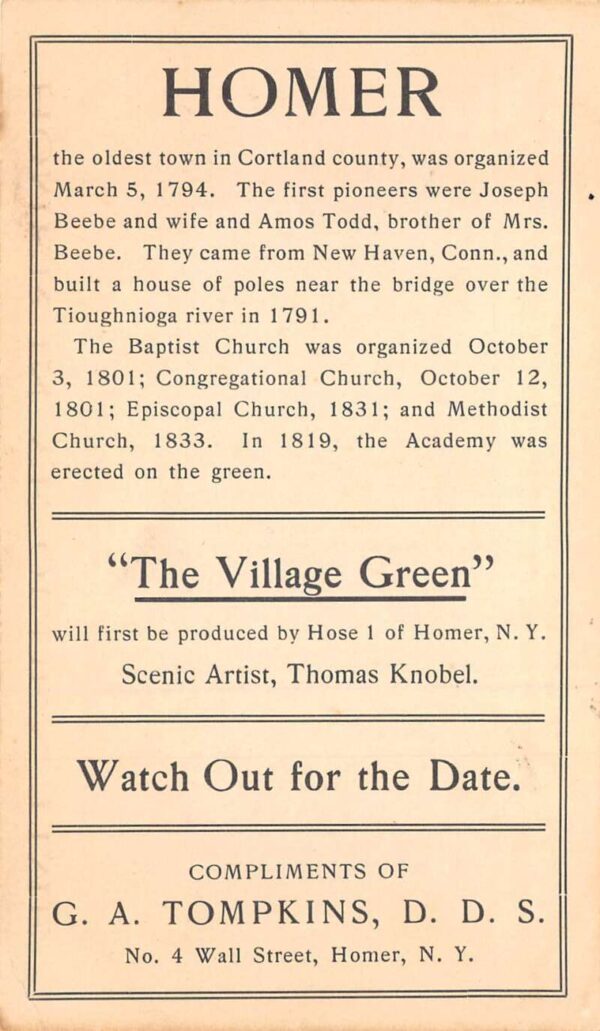 HOMER
the oldest town in Cortland county, was organized
March 5, 1794. The first pioneers were Joseph
Beebe and wife and Amos Todd, brother of Mrs.
Beebe. They came from New Haven, Conn., and
built a house of poles near the bridge over the
Tioughnioga river in 1791.
The Baptist Church was organized October
3, 1801; Congregational Church, October 12,
1801; Episcopal Church, 1831; and Methodist
Church, 1833. In 1819, the Academy was
erected on the green.
“The Village Green”
will first be produced by Hose 1 of Homer, N. Y.
Scenic Artist, Thomas Knobel.
Watch Out for the Date.
COMPLIMENTS OF
G. A. TOMPKINS, D. D. S.
No. 4 Wall Street, Homer, N. Y.